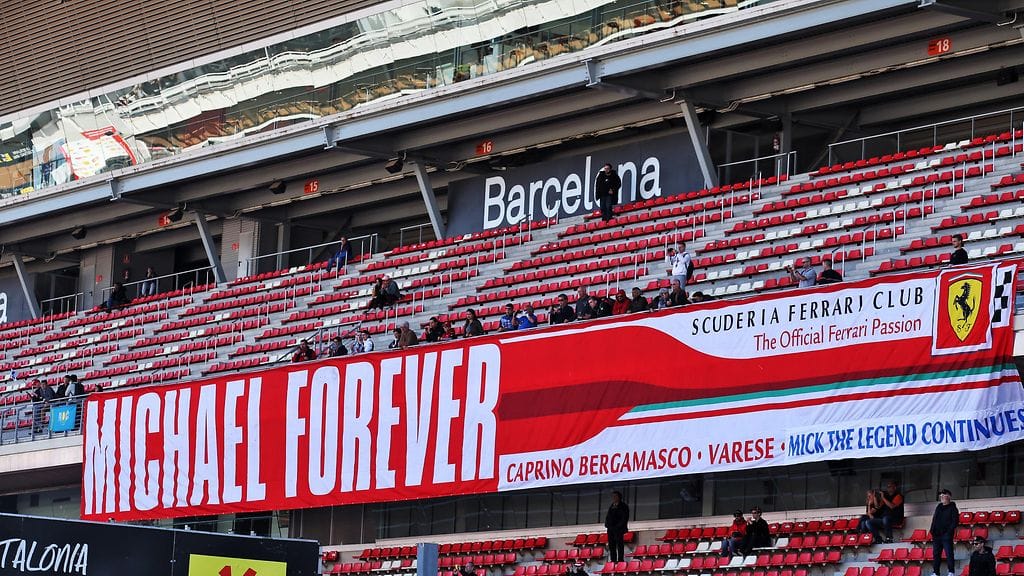 18
16
15
Barcelona
SCUDERIA FERRARI CLUB
The Official Ferrari Passion
MICHAEL FOREVER
CAPRINO BERGAMASCO • VARESE • MICK THE LEGEND CONTINUES
TALONIA